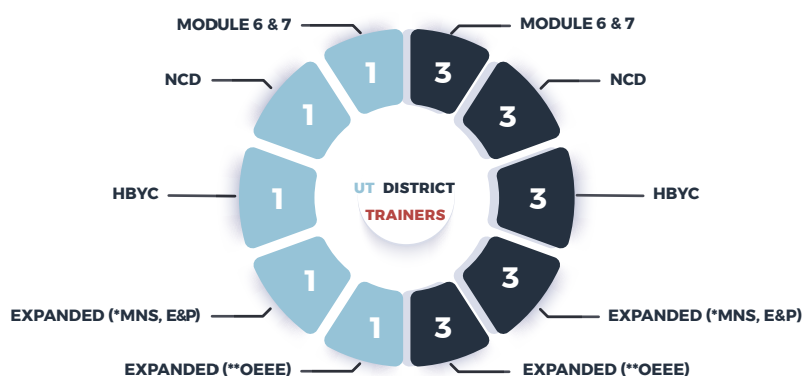 MODULE 6 & 7 MODULE 6 & 7
1 3
NCD NCD
1 3
HBYC 1 UT DISTRICT 3 HBYC
TRAINERS
1 3
EXPANDED (*MNS, E&P) EXPANDED (*MNS, E&P)
1 3
EXPANDED (**OEEE) EXPANDED (**OEEE)